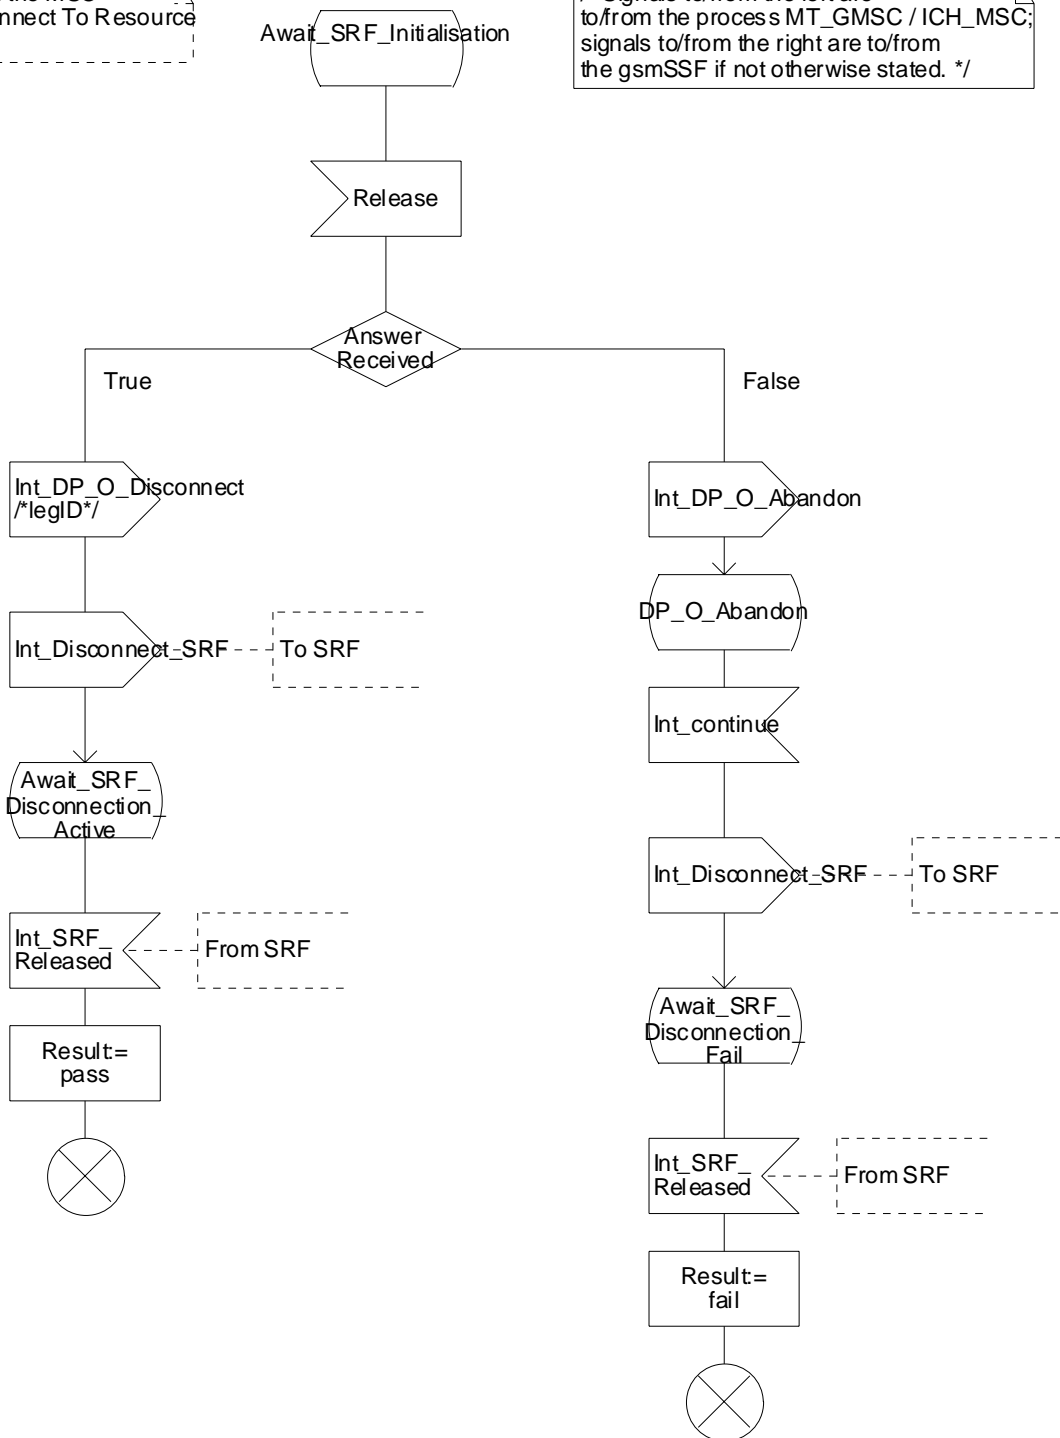 nnect To Resource
Await_SRF_Initialisation
to/from the process MT_GMSC / ICH_MSC;
signals to/from the right are to/from
the gsmSSF if not otherwise stated. */
Release
Answer
Received
True
False
Int_DP_O_Disconnect
/*legID*/
Int_DP_O_Abandon
DP_O_Abandon
Int_Disconnect_SRF
To SRF
Int_continue
Await_SRF_
Disconnection_
Active
Int_Disconnect_SRF
To SRF
Int_SRF_
Released
From SRF
Await_SRF_
Disconnection_
Fail
Result:=
pass
Int_SRF_
Released
From SRF
Result:=
fail